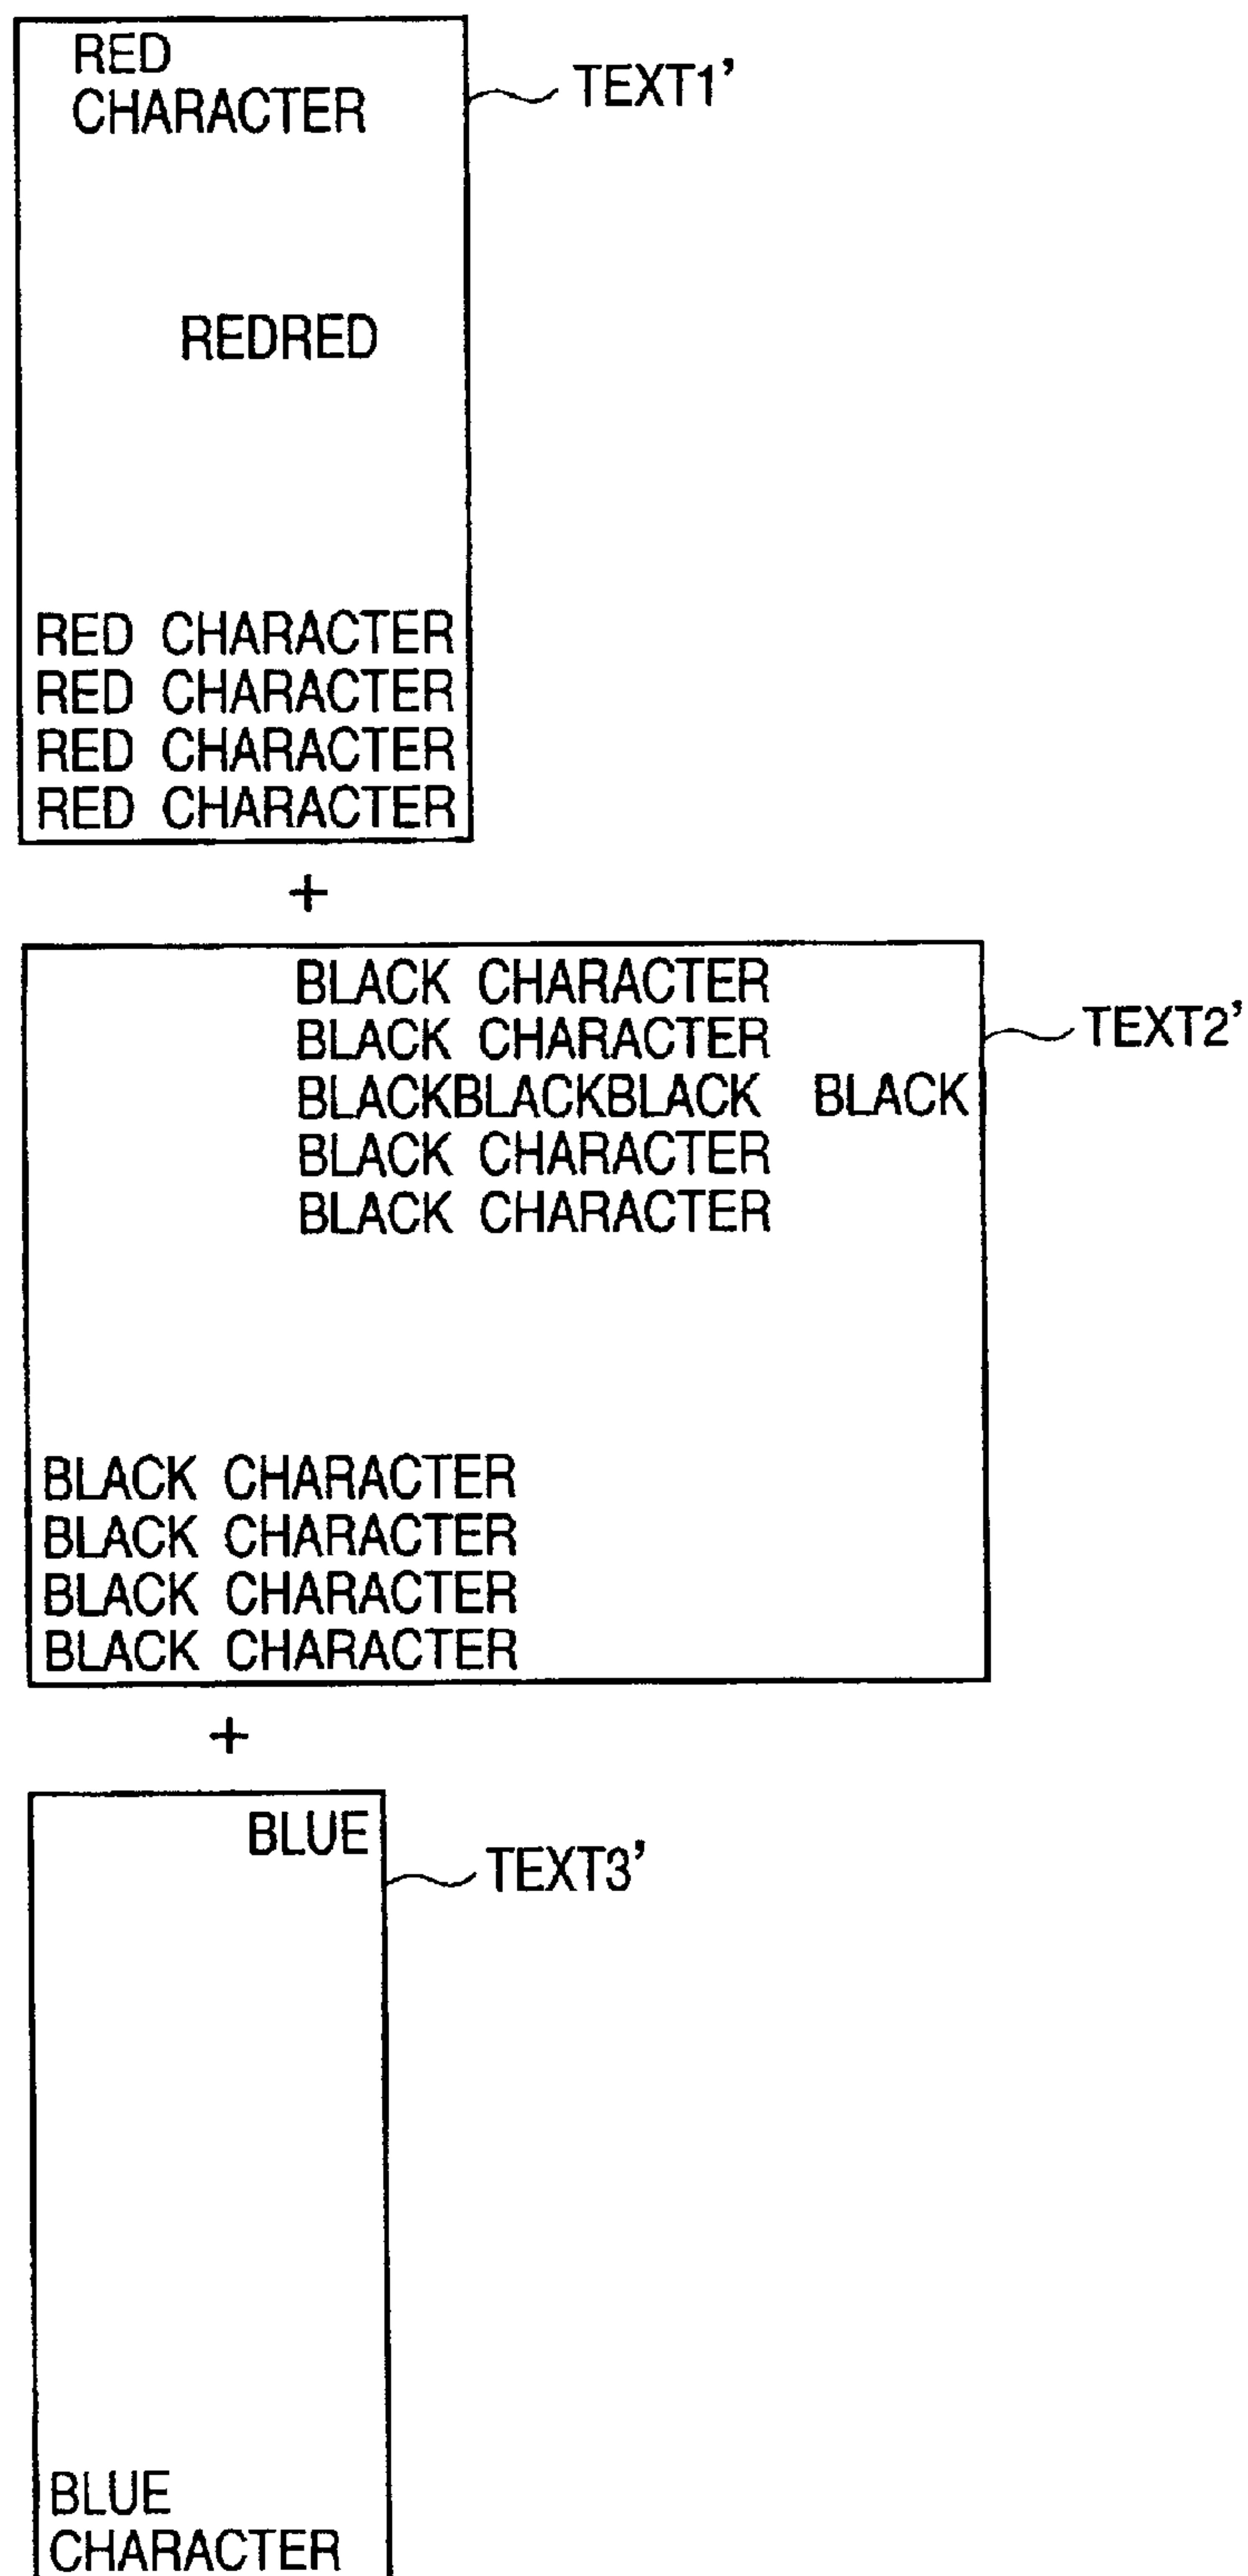 RED
CHARACTER
TEXT1'
REDRED
RED CHARACTER
RED CHARACTER
RED CHARACTER
RED CHARACTER
+
BLACK CHARACTER
BLACK CHARACTER
TEXT2'
BLACKBLACKBLACK BLACK
BLACK CHARACTER
BLACK CHARACTER
BLACK CHARACTER
BLACK CHARACTER
BLACK CHARACTER
BLACK CHARACTER
+
BLUE
TEXT3'
BLUE
CHARACTER